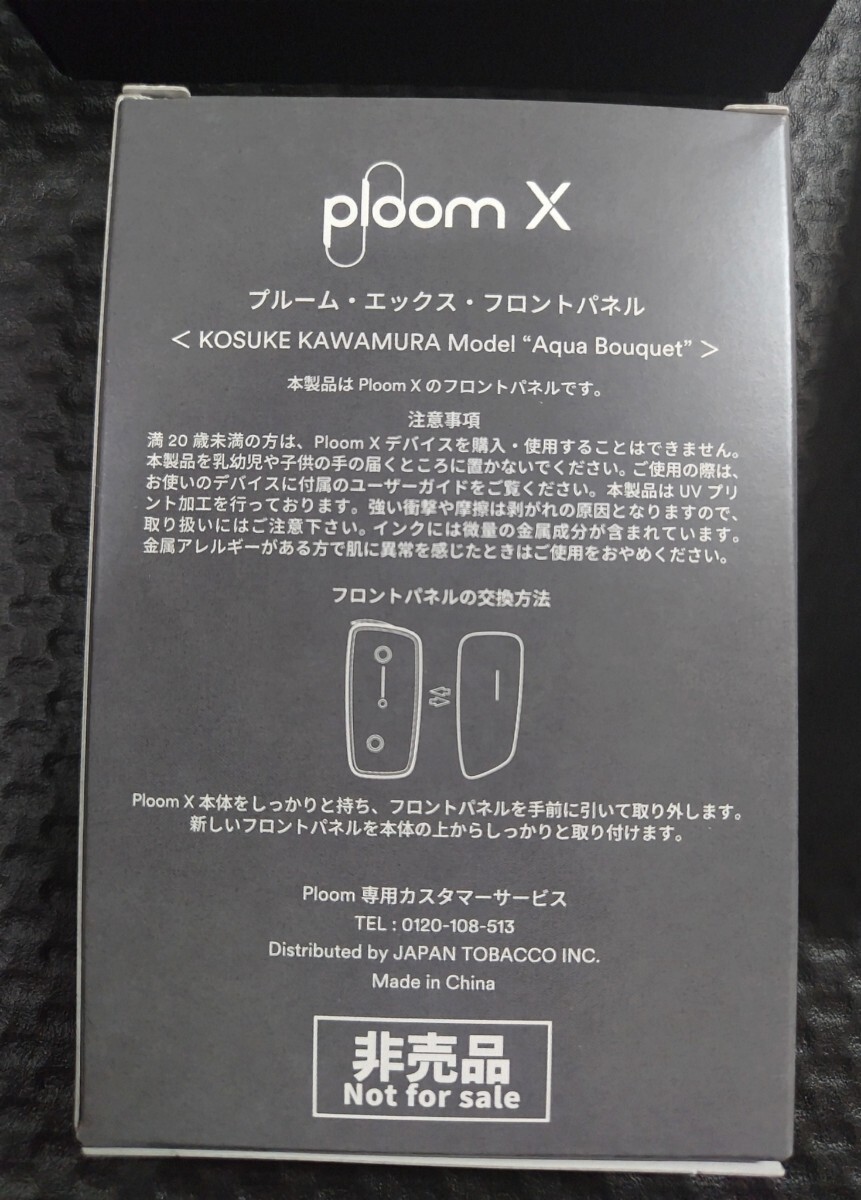 ploom X
プルーム・エックス・フロントパネル
< KOSUKE KAWAMURA Model “Aqua Bouquet” >
本製品は Ploom X のフロントパネルです。
注意事項
満 20 歳未満の方は、Ploom X デバイスを購入・使用することはできません。
本製品を乳幼児や子供の手の届くところに置かないでください。ご使用の際は、
お使いのデバイスに付属のユーザーガイドをご覧ください。本製品は UV プリ
ント加工を行っております。強い衝撃や摩擦は剥がれの原因となりますので、
取り扱いにはご注意下さい。インクには微量の金属成分が含まれています。
金属アレルギーがある方で肌に異常を感じたときはご使用をおやめください。
フロントパネルの交換方法
Ploom X 本体をしっかりと持ち、フロントパネルを手前に引いて取り外します。
新しいフロントパネルを本体の上からしっかりと取り付けます。
Ploom 専用カスタマーサービス
TEL : 0120-108-513
Distributed by JAPAN TOBACCO INC.
Made in China
非売品
Not for sale